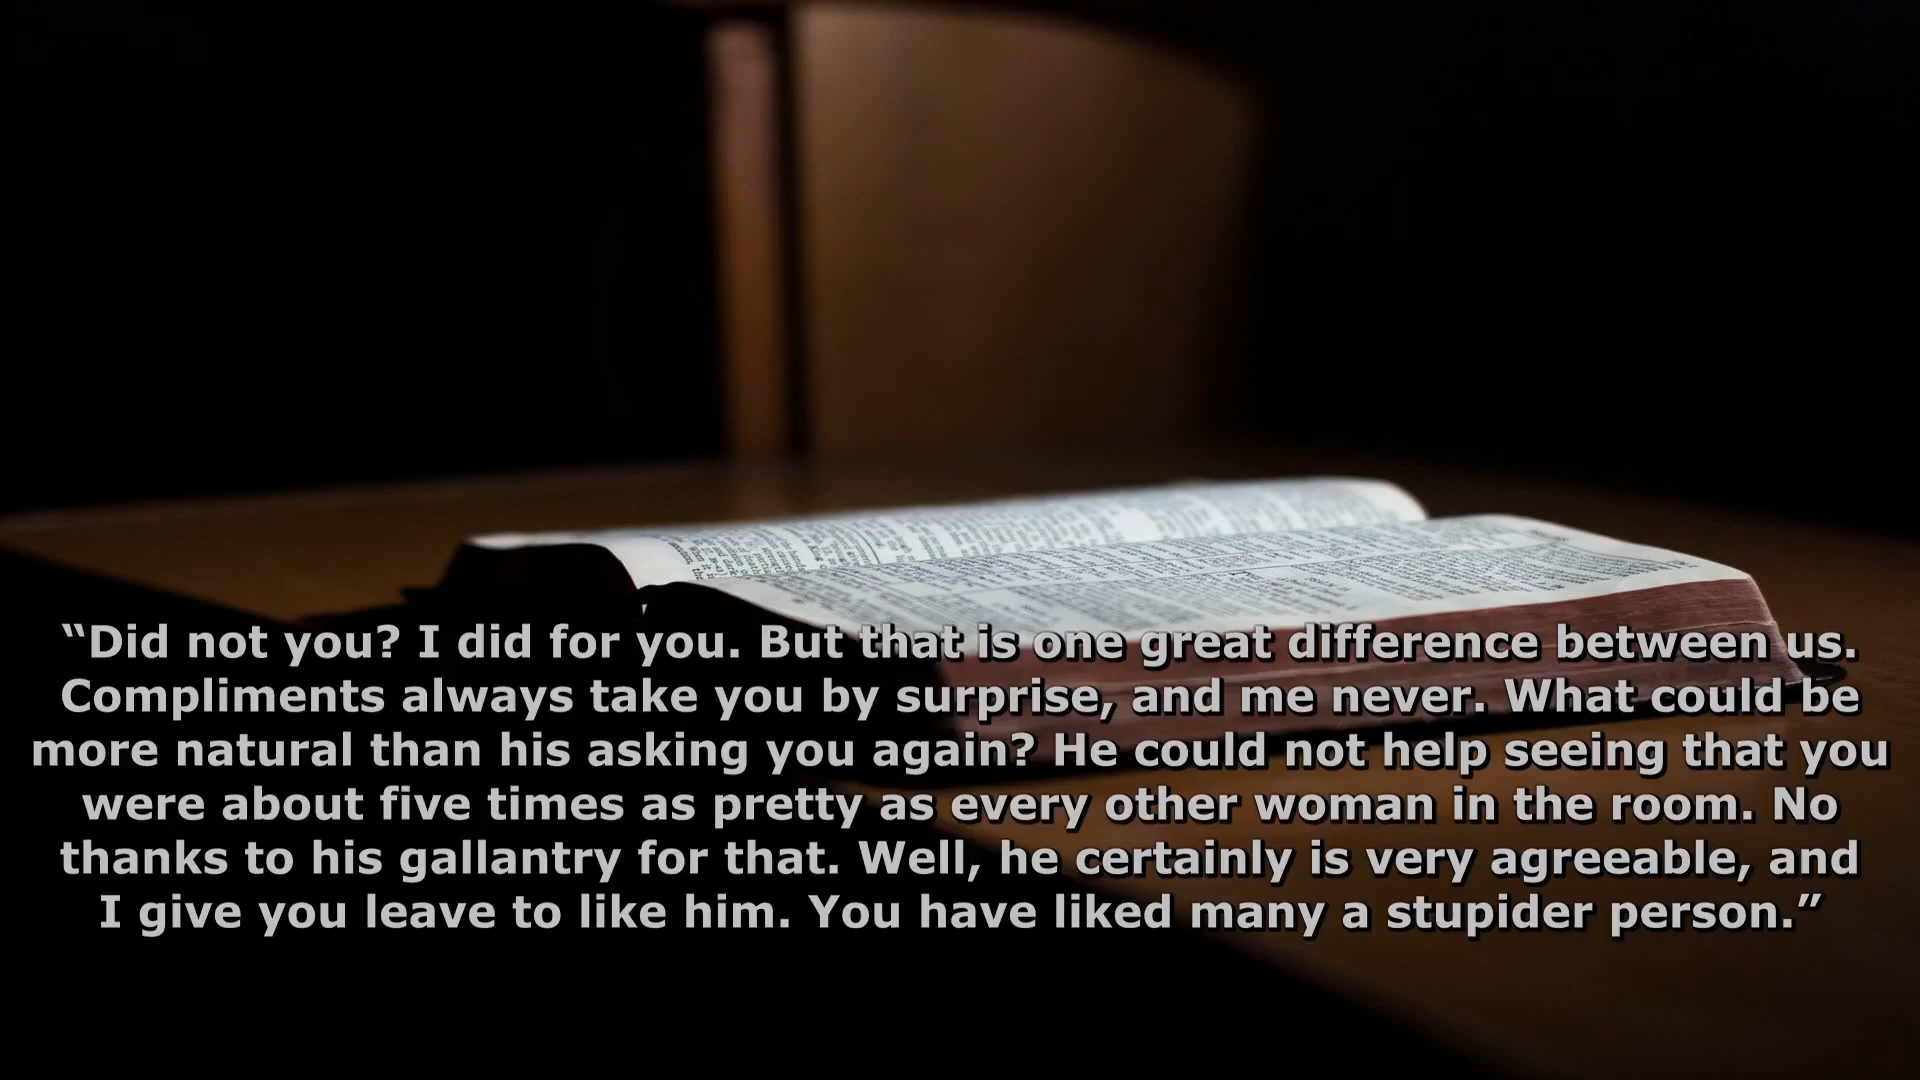 “Did not you? I did for you. But that is one great difference between us.
Compliments always take you by surprise, and me never. What could be
more natural than his asking you again? He could not help seeing that you
were about five times as pretty as every other woman in the room. No
thanks to his gallantry for that. Well, he certainly is very agreeable, and
I give you leave to like him. You have liked many a stupider person.”